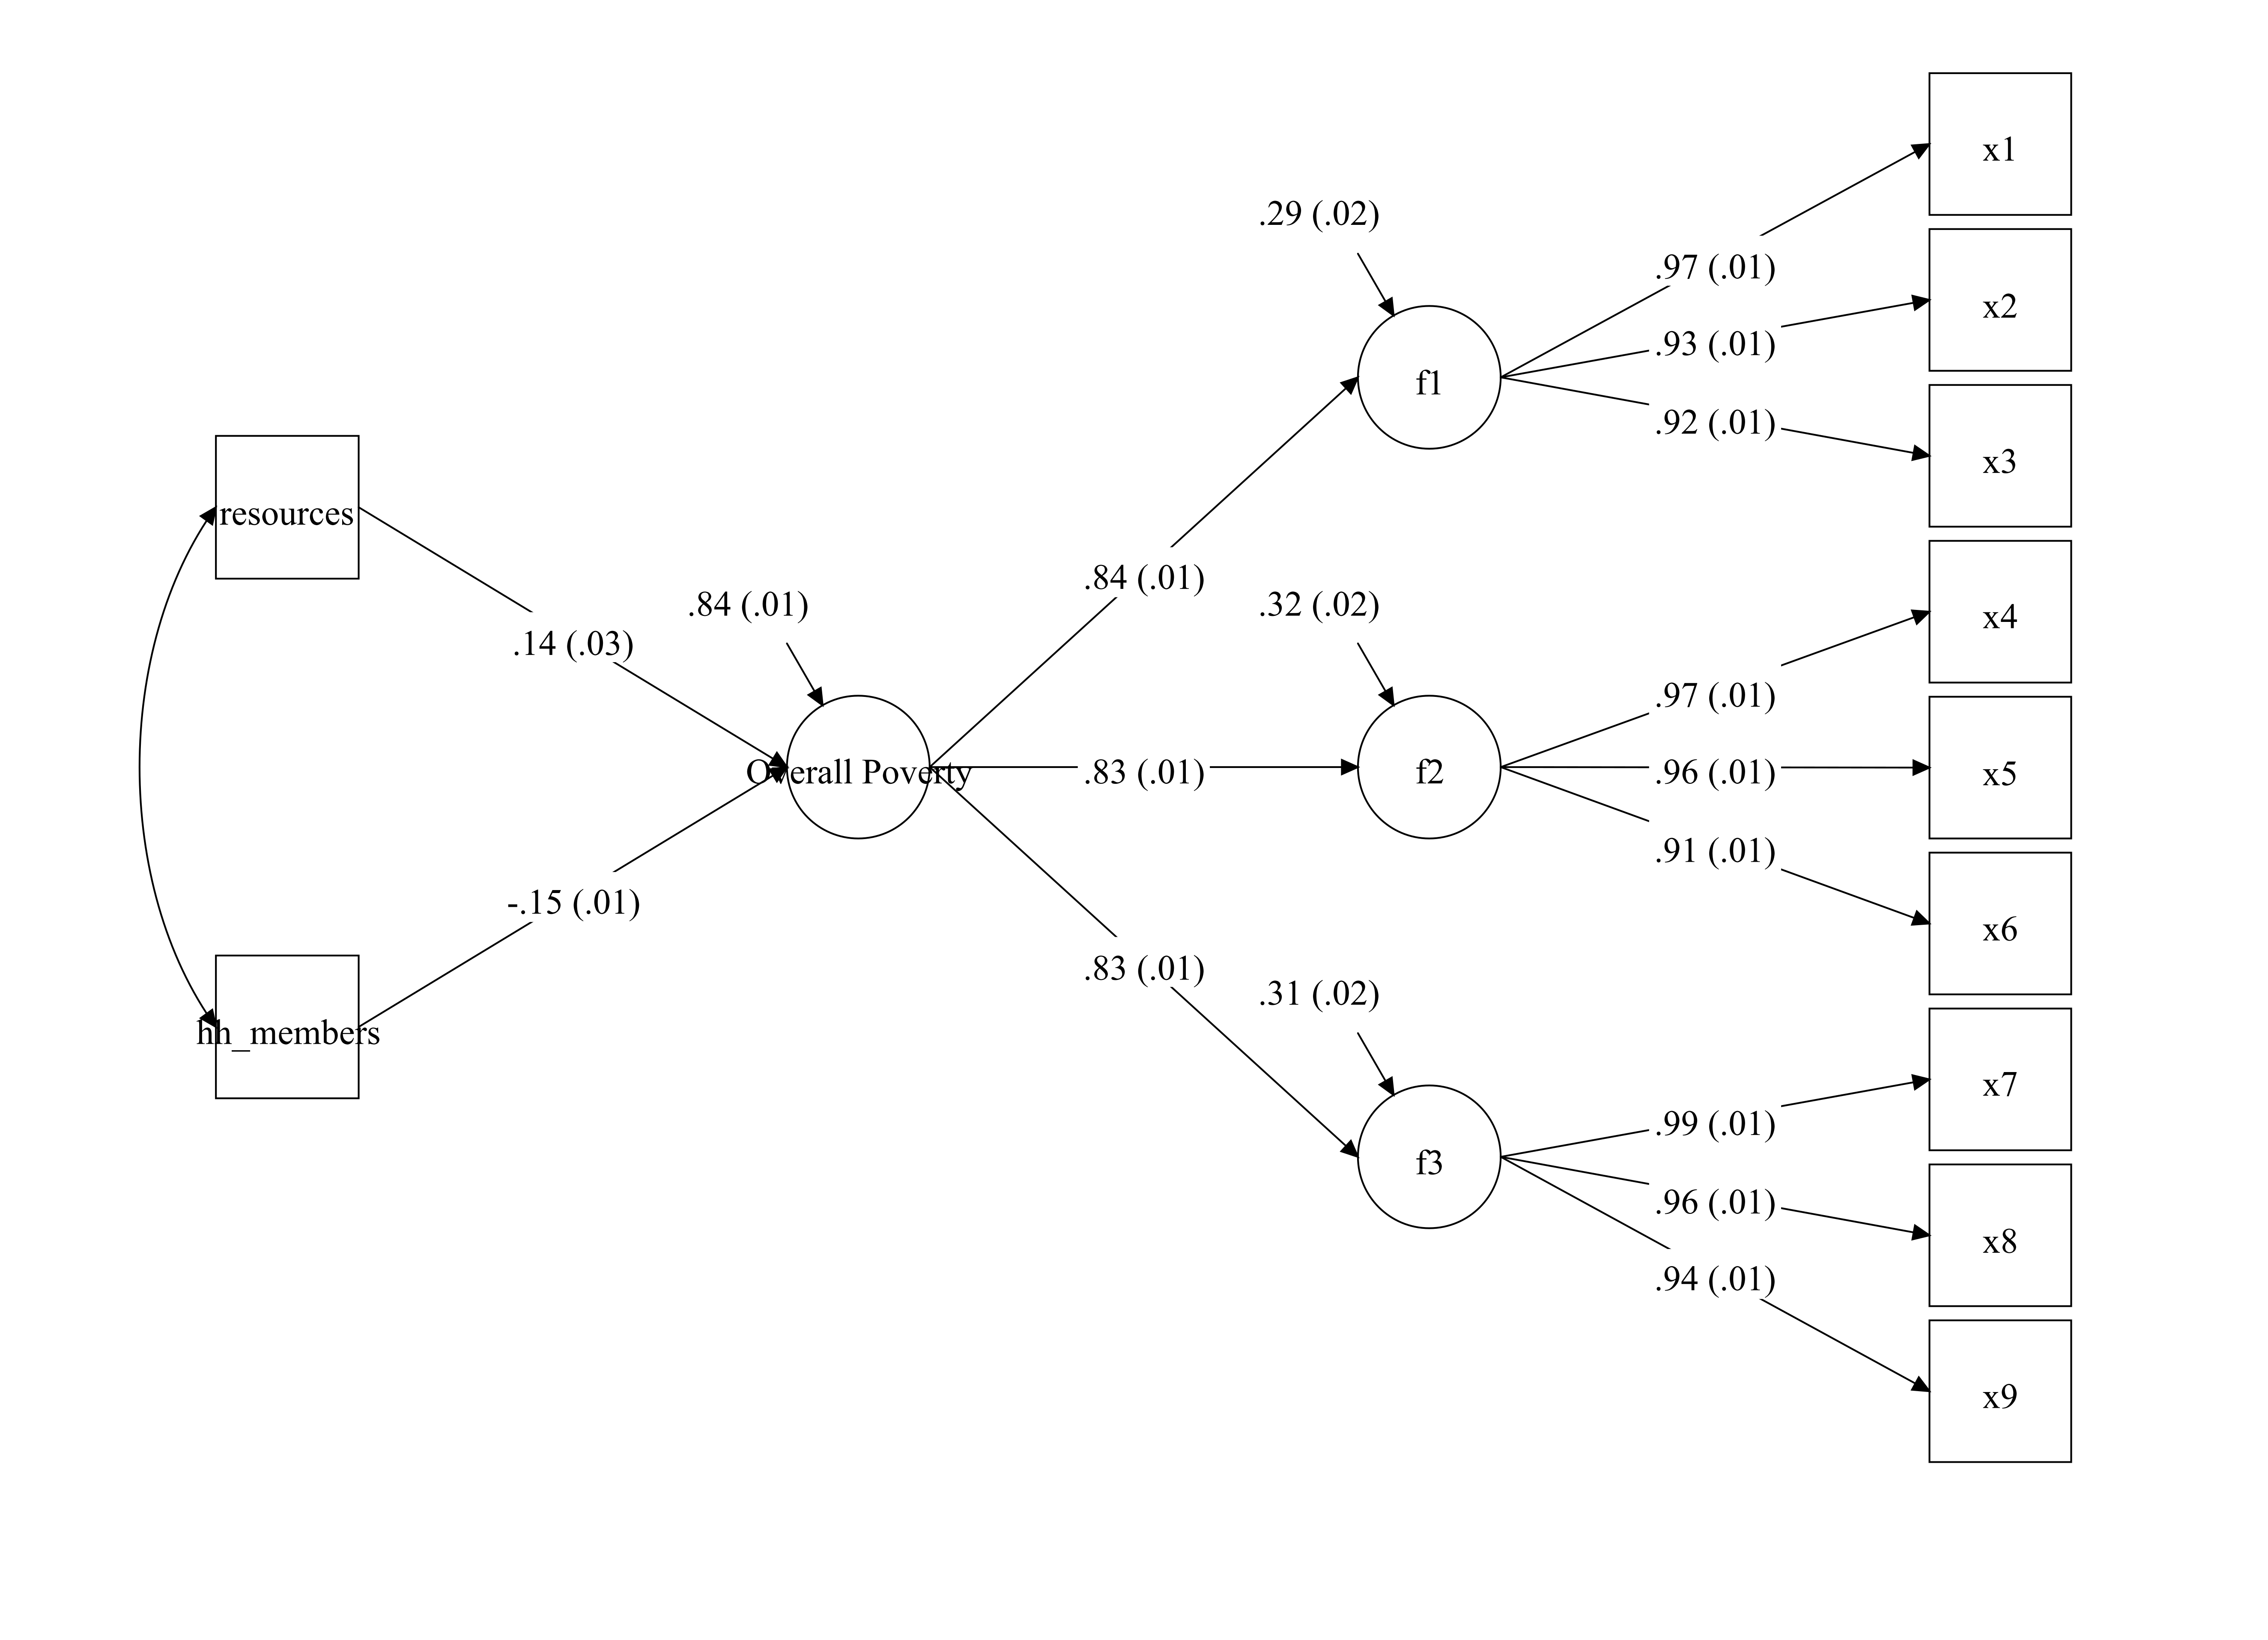 x1
.29 (.02)
.97 (.01)
x2
.93 (.01)
f1
.92 (.01)
x3
resources
.84 (.01)
.14 (.03)
.84 (.01)
.32 (.02)
x4
.97 (.01)
Overall Poverty
.83 (.01)
f2
.96 (.01)
x5
.91 (.01)
-.15 (.01)
x6
.83 (.01)
.31 (.02)
hh_members
x7
.99 (.01)
f3
.96 (.01)
x8
.94 (.01)
x9